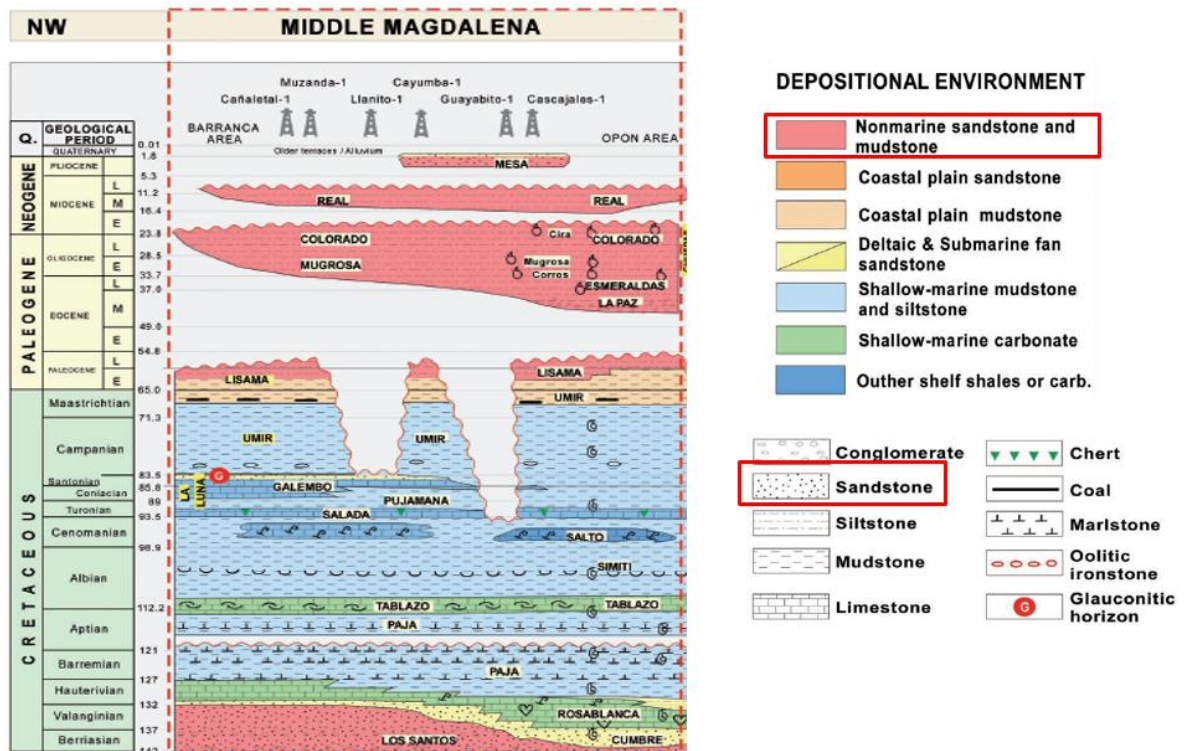 NW
MIDDLE MAGDALENA
Muzanda-1
Cayumba-1
Cañaletal-1
Llanito-1
Guayabito-1
Cascajales-1
BARRANCA
AREA
OPON AREA
Older terraces / Alluvium
Q.
GEOLOGICAL
PERIOD
QUATERNARY
0.01
1.8
PLIOCENE
5.3
NEOGENE
MIOCENE
L
11.2
M
16.4
E
23.8
PALEOGENE
OLIGOCENE
L
28.5
E
33.7
EOCENE
L
37.0
M
49.0
E
54.8
PALEOCENE
L
E
65.0
CRETACEOUS
Maastrichtian
71.3
Campanian
83.5
Santonian
85.8
Coniacian
89
Turonian
93.5
Cenomanian
98.9
Albian
112.2
Aptian
121
Barremian
127
Hauterivian
132
Valanginian
137
Berriasian
MESA
REAL
REAL
Cira
COLORADO
COLORADO
MUGROSA
Mugrosa
Corros
ESMERALDAS
LA PAZ
LISAMA
LISAMA
UMIR
UMIR
UMIR
G
LA
LUNA
GALEMBO
PUJAMANA
SALADA
SALTO
SIMITI
TABLAZO
TABLAZO
PAJA
PAJA
ROSABLANCA
LOS SANTOS
CUMBRE
DEPOSITIONAL ENVIRONMENT
Nonmarine sandstone and
mudstone
Coastal plain sandstone
Coastal plain mudstone
Deltaic & Submarine fan
sandstone
Shallow-marine mudstone
and siltstone
Shallow-marine carbonate
Outher shelf shales or carb.
Conglomerate
Sandstone
Siltstone
Mudstone
Limestone
Chert
Coal
Marlstone
Oolitic
ironstone
G
Glauconitic
horizon